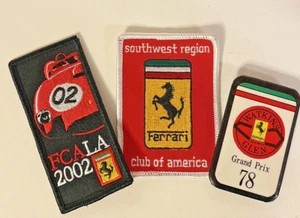 02
FCALA
2002
southwest region
Ferrari
club of america
WATKINS
GLEN
Grand Prix
78